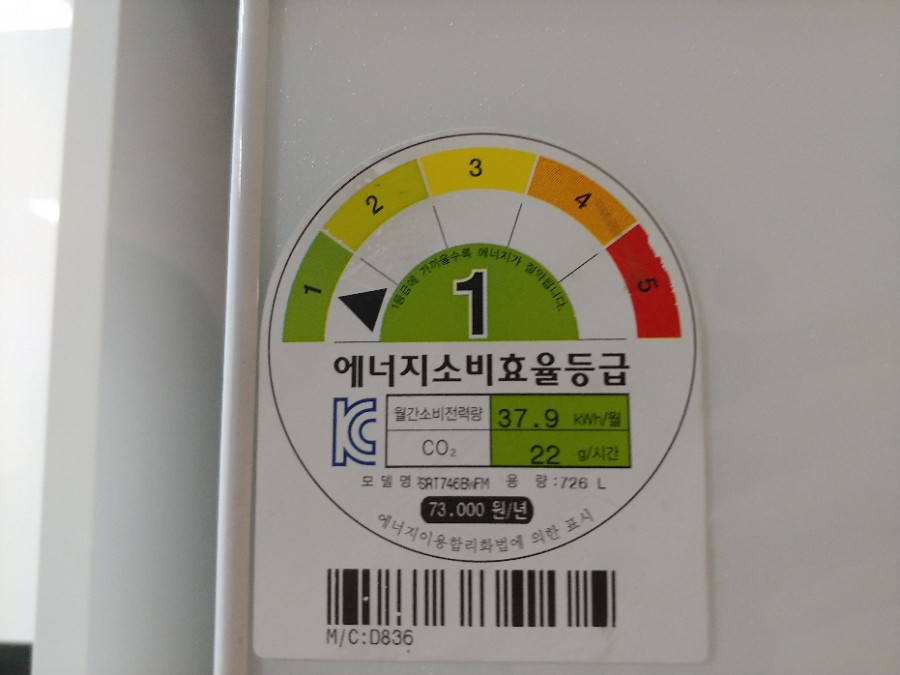 1
2
3
4
5
1등급에 가까울수록 에너지가 절약됩니다.
1
에너지소비효율등급
월간소비전력량 37.9 kWh/월
CO₂ 22 g/시간
모델명 용량:726 L
73.000 원/년
에너지이용합리화법에 의한 표시
M/C:D836